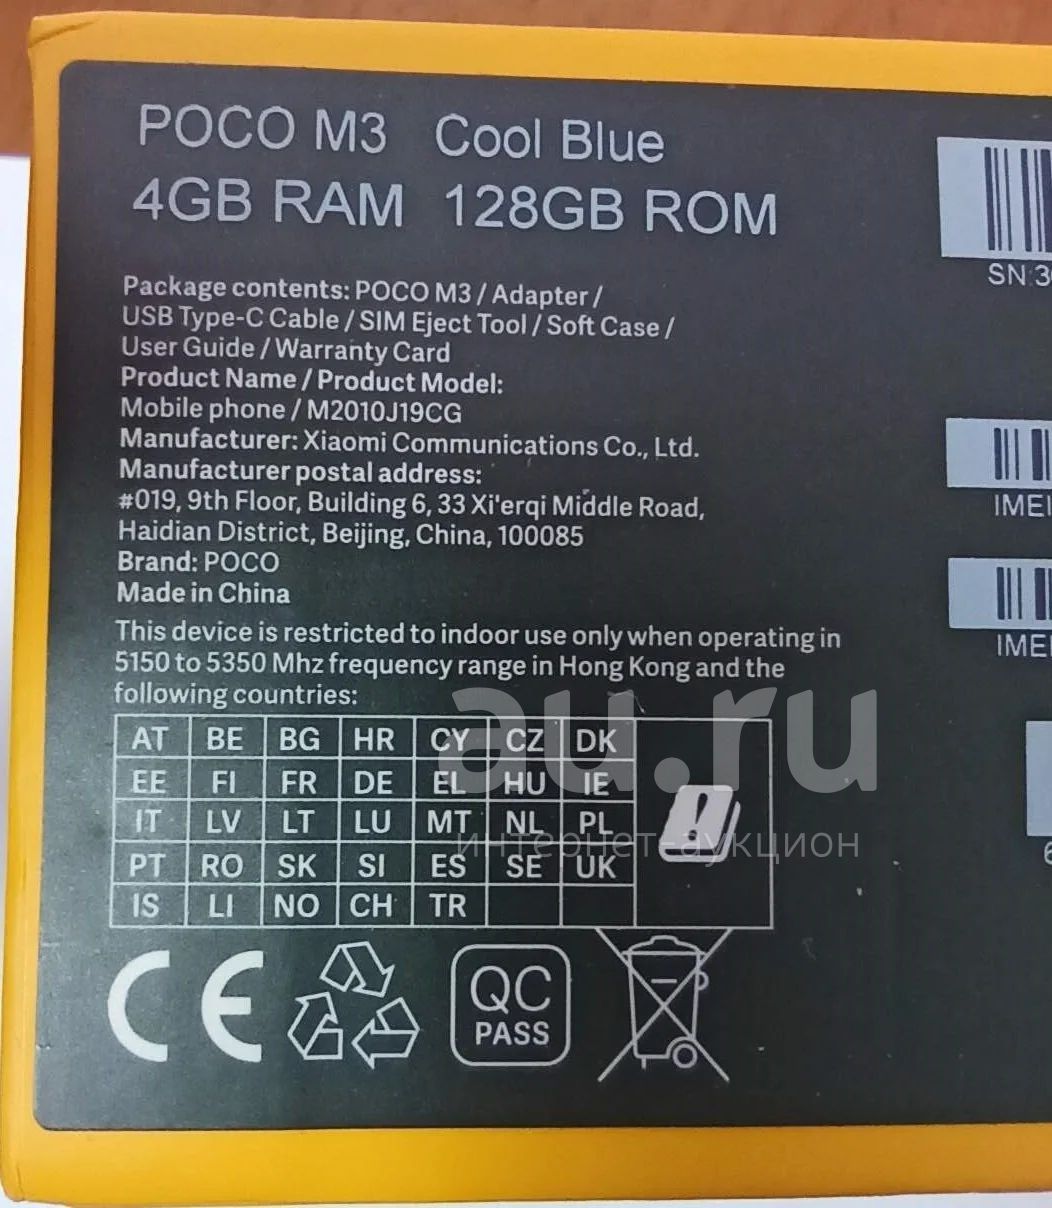 POCO M3 Cool Blue
4GB RAM 128GB ROM
Package contents: POCO M3 / Adapter /
USB Type-C Cable / SIM Eject Tool / Soft Case /
User Guide / Warranty Card
Product Name / Product Model:
Mobile phone / M2010J19CG
Manufacturer: Xiaomi Communications Co., Ltd.
Manufacturer postal address:
#019, 9th Floor, Building 6, 33 Xi'erqi Middle Road,
Haidian District, Beijing, China, 100085
Brand: POCO
Made in China
This device is restricted to indoor use only when operating in
5150 to 5350 Mhz frequency range in Hong Kong and the
following countries:
AT BE BG HR CY CZ DK
EE FI FR DE EL HU IE
IT LV LT LU MT NL PL
PT RO SK SI ES SE UK
IS LI NO CH TR
!
CE
QC
PASS
SN:3
IMEI
IMEI
6
au.ru
интернет-аукцион